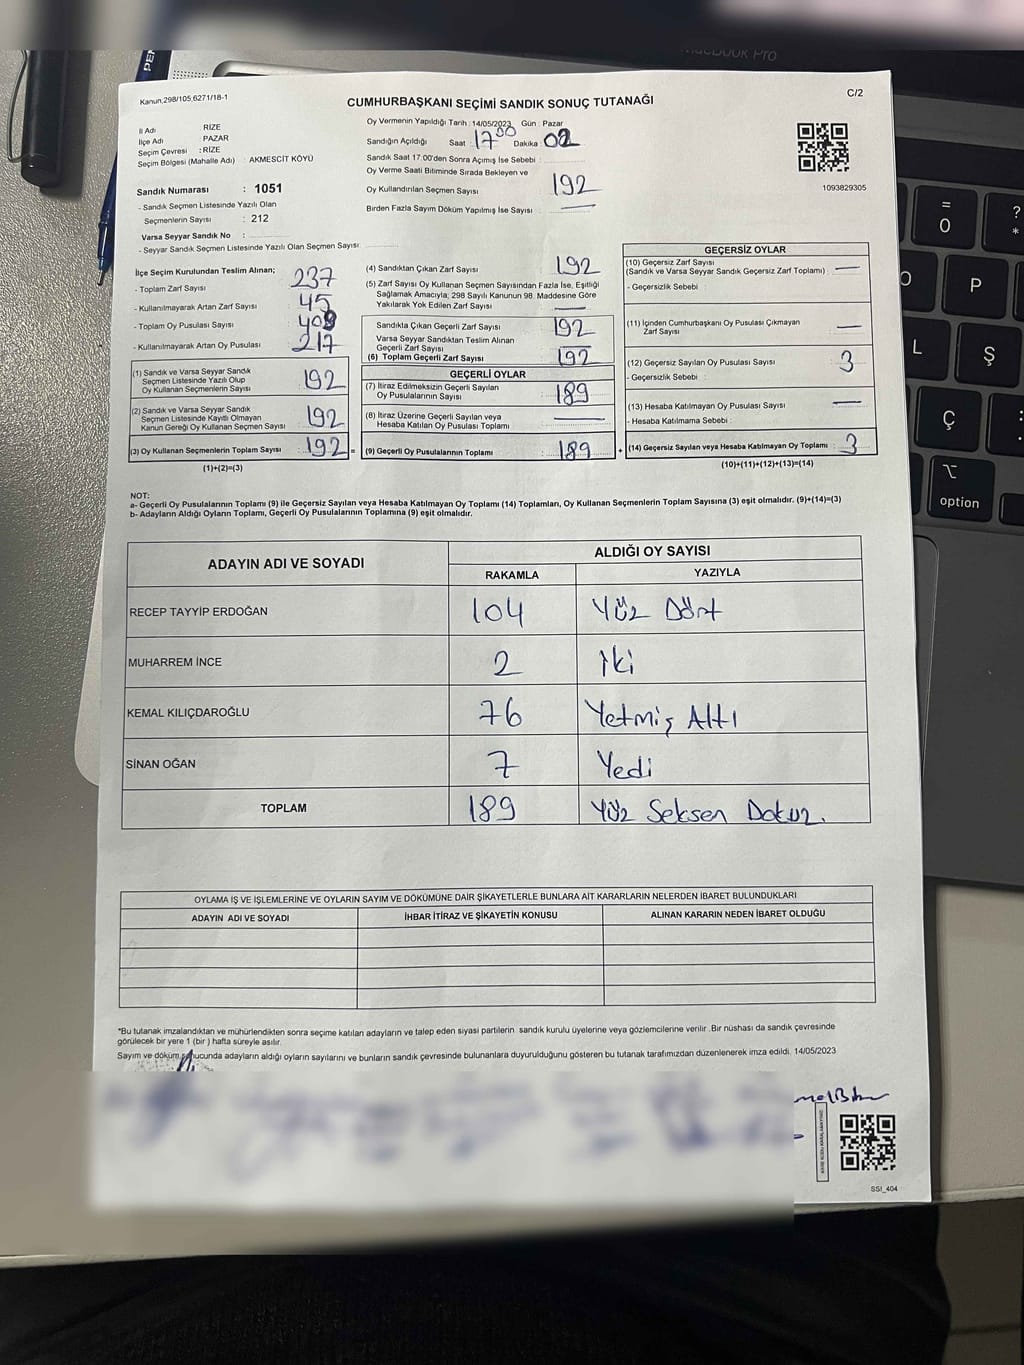 MacBook Pro
Kanun,298/105;6271/18-1
C/2
CUMHURBAŞKANI SEÇİMİ SANDIK SONUÇ TUTANAĞI
İl Adı RİZE
İlçe Adı PAZAR
Seçim Çevresi : RİZE
Seçim Bölgesi (Mahalle Adı) : AKMESCİT KÖYÜ
Sandık Numarası : 1051
- Sandık Seçmen Listesinde Yazılı Olan
Seçmenlerin Sayısı : 212
Varsa Seyyar Sandık No :
- Seyyar Sandık Seçmen Listesinde Yazılı Olan Seçmen Sayısı:
Oy Vermenin Yapıldığı Tarih : 14/05/2023 Gün : Pazar
Sandığın Açıldığı Saat : 17 00 Dakika : 02
Sandık Saat 17.00'den Sonra Açımış İse Sebebi :
Oy Verme Saati Bitiminde Sırada Bekleyen ve
Oy Kullandırılan Seçmen Sayısı 192
Birden Fazla Sayım Döküm Yapılmış İse Sayısı :
1093829305
İlçe Seçim Kurulundan Teslim Alınan;
- Toplam Zarf Sayısı 237
- Kullanılmayarak Artan Zarf Sayısı 45
- Toplam Oy Pusulası Sayısı 409
- Kullanılmayarak Artan Oy Pusulası 217
(1) Sandık ve Varsa Seyyar Sandık
Seçmen Listesinde Yazılı Olup
Oy Kullanan Seçmenlerin Sayısı 192
(2) Sandık ve Varsa Seyyar Sandık
Seçmen Listesinde Kayıtlı Olmayan
Kanun Gereği Oy Kullanan Seçmen Sayısı 192
(3) Oy Kullanan Seçmenlerin Toplam Sayısı : 192 =
(1)+(2)=(3)
(4) Sandıktan Çıkan Zarf Sayısı 192
(5) Zarf Sayısı Oy Kullanan Seçmen Sayısından Fazla İse, Eşitliği
Sağlamak Amacıyla; 298 Sayılı Kanunun 98. Maddesine Göre
Yakılarak Yok Edilen Zarf Sayısı
Sandıkla Çıkan Geçerli Zarf Sayısı 192
Varsa Seyyar Sandıktan Teslim Alınan
Geçerli Zarf Sayısı
(6) Toplam Geçerli Zarf Sayısı 192
GEÇERLİ OYLAR
(7) İtiraz Edilmeksizin Geçerli Sayılan
Oy Pusulalarının Sayısı 189
(8) İtiraz Üzerine Geçerli Sayılan veya
Hesaba Katılan Oy Pusulası Toplamı
(9) Geçerli Oy Pusulalarının Toplamı : 189 +
GEÇERSİZ OYLAR
(10) Geçersiz Zarf Sayısı
(Sandık ve Varsa Seyyar Sandık Geçersiz Zarf Toplamı) :
- Geçersizlik Sebebi
(11) İçinden Cumhurbaşkanı Oy Pusulası Çıkmayan
Zarf Sayısı
(12) Geçersiz Sayılan Oy Pusulası Sayısı 3
- Geçersizlik Sebebi :
(13) Hesaba Katılmayan Oy Pusulası Sayısı
- Hesaba Katılmama Sebebi :
(14) Geçersiz Sayılan veya Hesaba Katılmayan Oy Toplamı : 3
(10)+(11)+(12)+(13)=(14)
NOT:
a- Geçerli Oy Pusulalarının Toplamı (9) ile Geçersiz Sayılan veya Hesaba Katılmayan Oy Toplamı (14) Toplamları, Oy Kullanan Seçmenlerin Toplam Sayısına (3) eşit olmalıdır. (9)+(14)=(3)
b- Adayların Aldığı Oyların Toplamı, Geçerli Oy Pusulalarının Toplamına (9) eşit olmalıdır.
ADAYIN ADI VE SOYADI
ALDIĞI OY SAYISI
RAKAMLA YAZIYLA
RECEP TAYYİP ERDOĞAN 104 Yüz Dört
MUHARREM İNCE 2 İki
KEMAL KILIÇDAROĞLU 76 Yetmiş Altı
SİNAN OĞAN 7 Yedi
TOPLAM 189 Yüz Seksen Dokuz.
OYLAMA İŞ VE İŞLEMLERİNE VE OYLARIN SAYIM VE DÖKÜMÜNE DAİR ŞİKAYETLERLE BUNLARA AİT KARARLARIN NELERDEN İBARET BULUNDUKLARI
ADAYIN ADI VE SOYADI İHBAR İTİRAZ VE ŞİKAYETİN KONUSU ALINAN KARARIN NEDEN İBARET OLDUĞU
*Bu tutanak imzalandıktan ve mühürlendikten sonra seçime katılan adayların ve talep eden siyasi partilerin sandık kurulu üyelerine veya gözlemcilerine verilir .Bir nüshası da sandık çevresinde
görülecek bir yere 1 (bir ) hafta süreyle asılır.
Sayım ve döküm sonucunda adayların aldığı oyların sayılarını ve bunların sandık çevresinde bulunanlara duyurulduğunu gösteren bu tutanak tarafımızdan düzenlenerek imza edildi. 14/05/2023
SSI_404
=
0
?
*
O
P
L
Ş
Ç
option